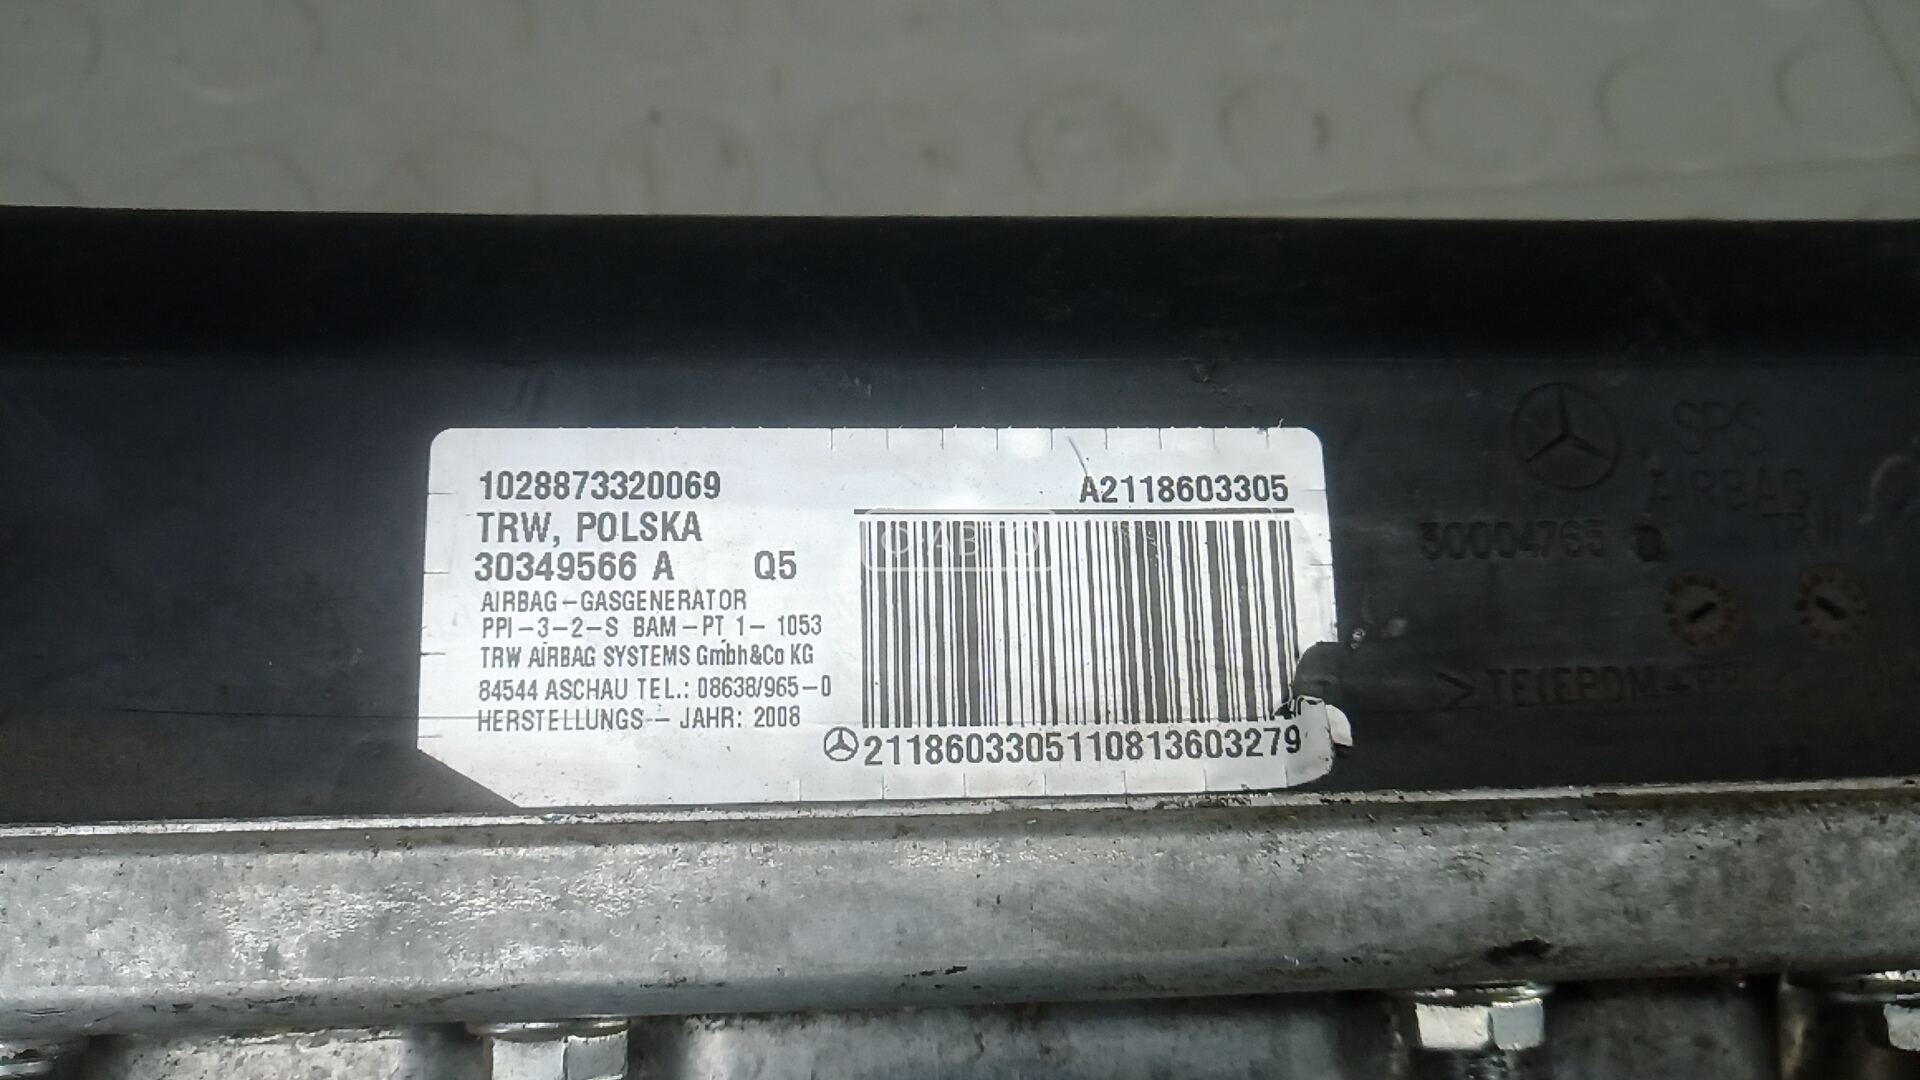 1028873320069
A2118603305
TRW, POLSKA
30349566 A Q5
AIRBAG-GASGENERATOR
PPI-3-2-S BAM-PT 1- 1053
TRW AIRBAG SYSTEMS Gmbh&Co KG
84544 ASCHAU TEL.: 08638/965-0
HERSTELLUNGS- JAHR: 2008
2118603305110813603279
SRS
AIRBAG
30004765
TRW